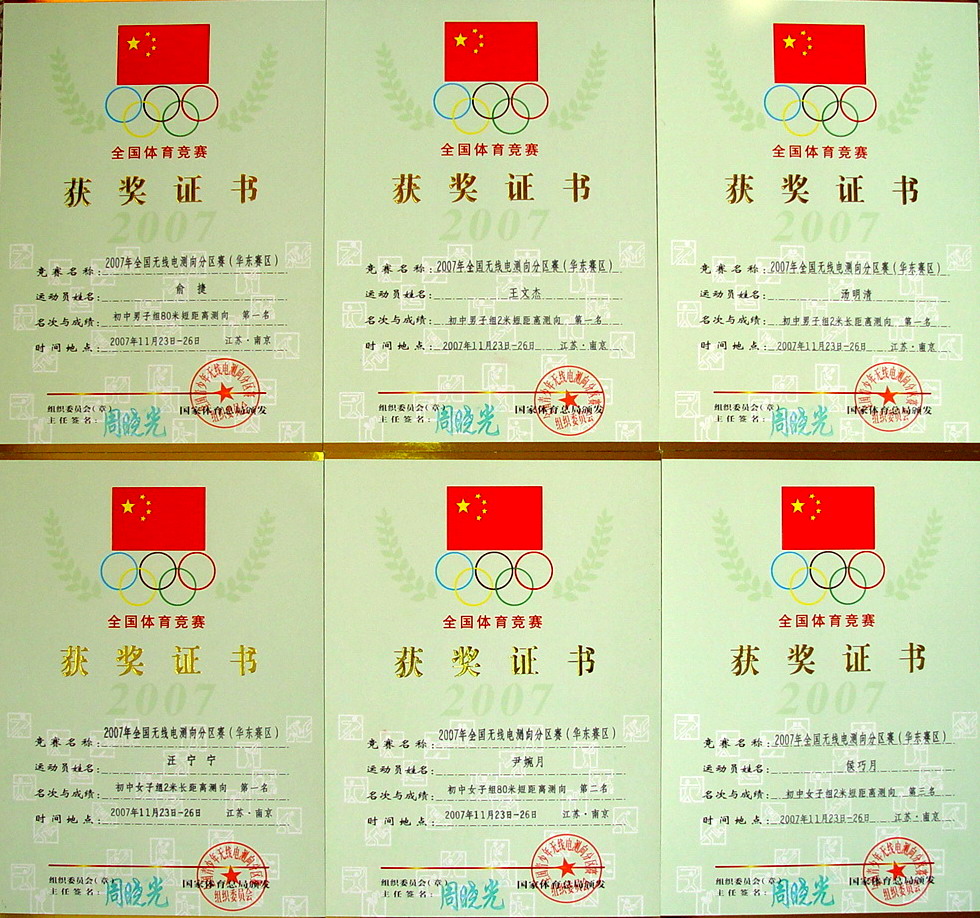 全国体育竞赛
获奖证书
2007
竞赛名称:2007年全国无线电测向分区赛(华东赛区)
运动员姓名:俞 捷
名次与成绩:初中男子组80米短距离测向 第一名
时间地点:2007年11月23日-26日 江苏·南京
组织委员会(章) 国家体育总局颁发
主任签名:周晓光
组织委员会
全国体育竞赛
获奖证书
2007
竞赛名称:2007年全国无线电测向分区赛(华东赛区)
运动员姓名:王文杰
名次与成绩:初中男子组2米短距离测向 第一名
时间地点:2007年11月23日-26日 江苏·南京
组织委员会(章) 国家体育总局颁发
主任签名:周晓光
组织委员会
全国体育竞赛
获奖证书
2007
竞赛名称:2007年全国无线电测向分区赛(华东赛区)
运动员姓名:汤明清
名次与成绩:初中男子组2米长距离测向 第一名
时间地点:2007年11月23日-26日 江苏·南京
组织委员会(章) 国家体育总局颁发
主任签名:周晓光
组织委员会
全国体育竞赛
获奖证书
2007
竞赛名称:2007年全国无线电测向分区赛(华东赛区)
运动员姓名:汪宁宁
名次与成绩:初中女子组2米长距离测向 第一名
时间地点:2007年11月23日-26日 江苏·南京
组织委员会(章) 国家体育总局颁发
主任签名:周晓光
组织委员会
全国体育竞赛
获奖证书
2007
竞赛名称:2007年全国无线电测向分区赛(华东赛区)
运动员姓名:尹婉月
名次与成绩:初中女子组80米短距离测向 第二名
时间地点:2007年11月23日-26日 江苏·南京
组织委员会(章) 国家体育总局颁发
主任签名:周晓光
组织委员会
全国体育竞赛
获奖证书
2007
竞赛名称:2007年全国无线电测向分区赛(华东赛区)
运动员姓名:侯巧月
名次与成绩:初中女子组2米短距离测向 第三名
时间地点:2007年11月23日-26日 江苏·南京
组织委员会(章) 国家体育总局颁发
主任签名:周晓光
组织委员会